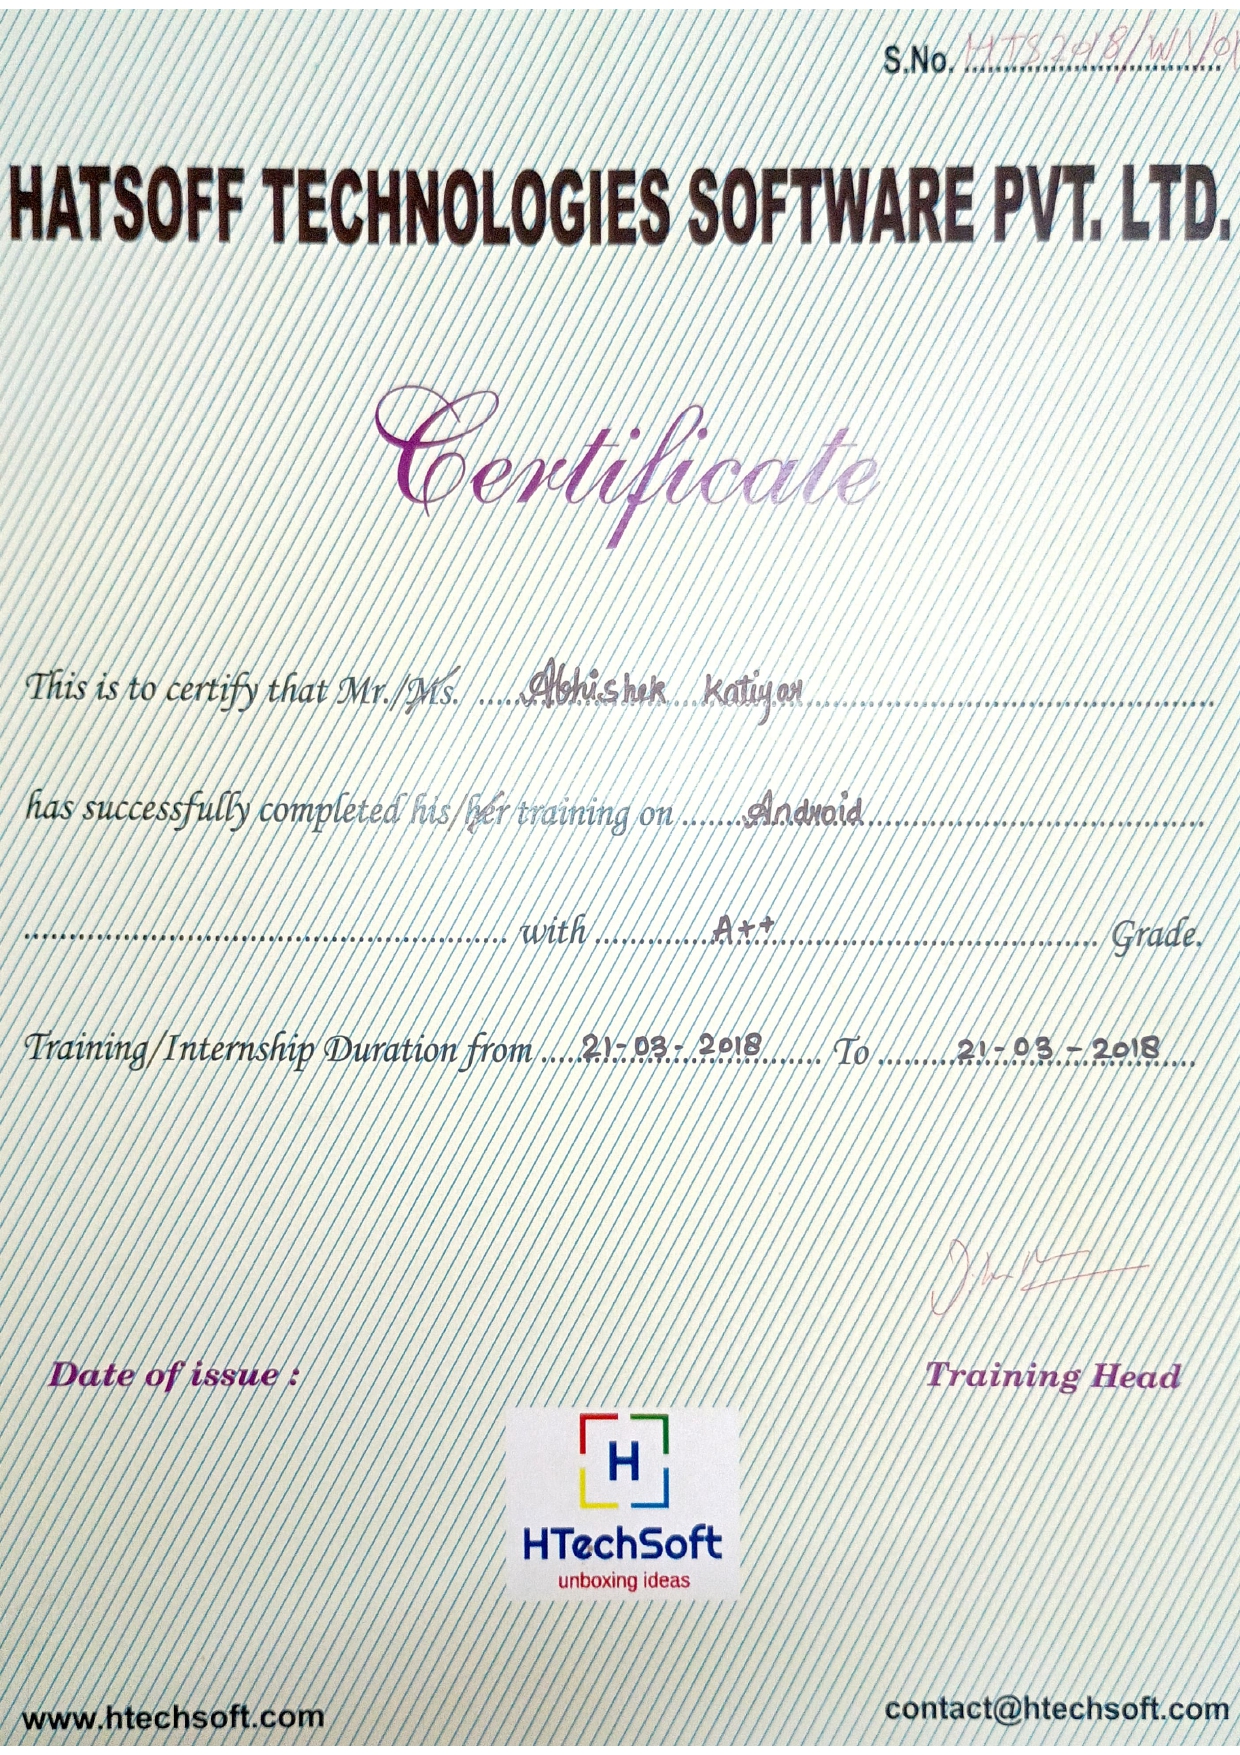 S.No. HTS2018/W1/01
HATSOFF TECHNOLOGIES SOFTWARE PVT. LTD.
Certificate
This is to certify that Mr./Ms. Abhishek Katiyar
has successfully completed his/her training on Android
with A++ Grade.
Training/Internship Duration from 21-03-2018 To 21-03-2018
Date of issue :
Training Head
H
HTechSoft
unboxing ideas
www.htechsoft.com
contact@htechsoft.com